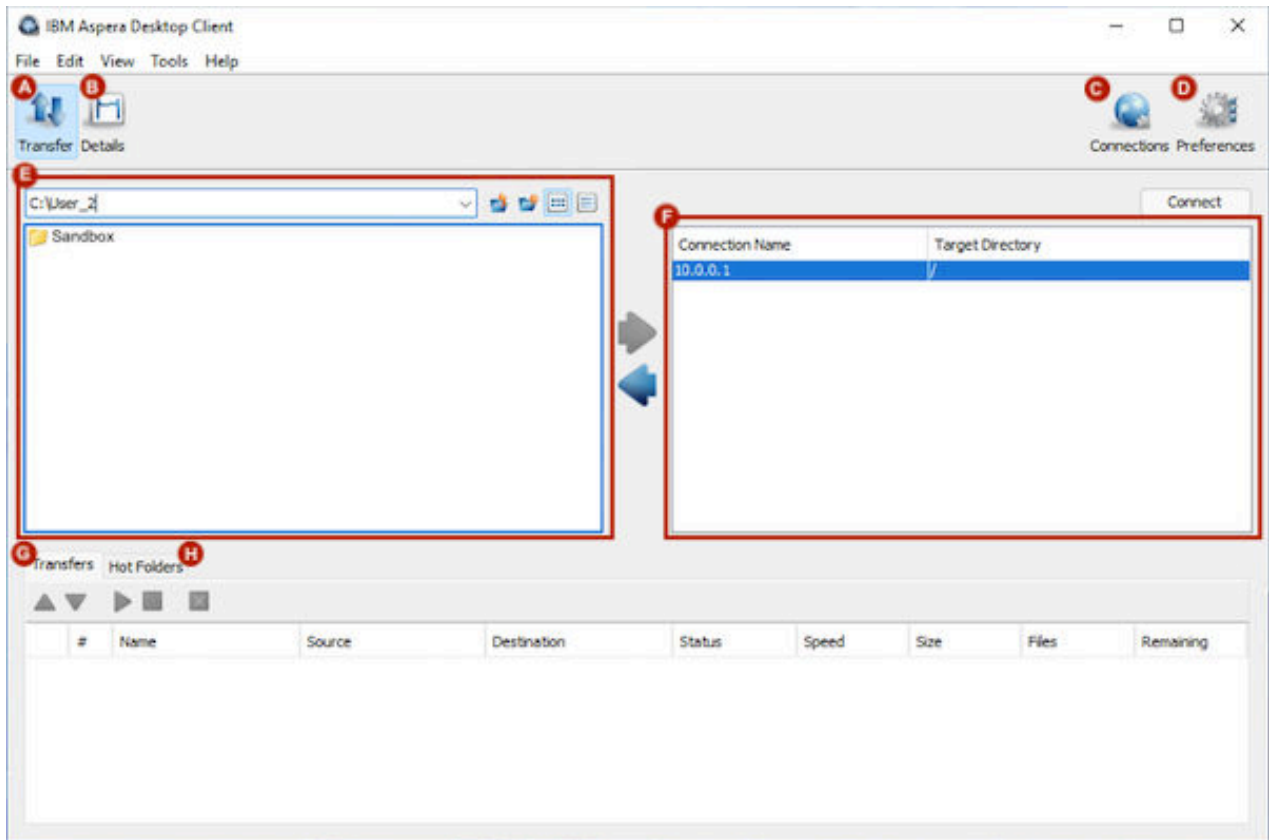 IBM Aspera Desktop Client
File Edit View Tools Help
A B C D
Transfer Details Connections Preferences
E
C:\User_2 Connect
F
Sandbox
Connection Name Target Directory
10.0.0.1 /
G H
Transfers Hot Folders
# Name Source Destination Status Speed Size Files Remaining